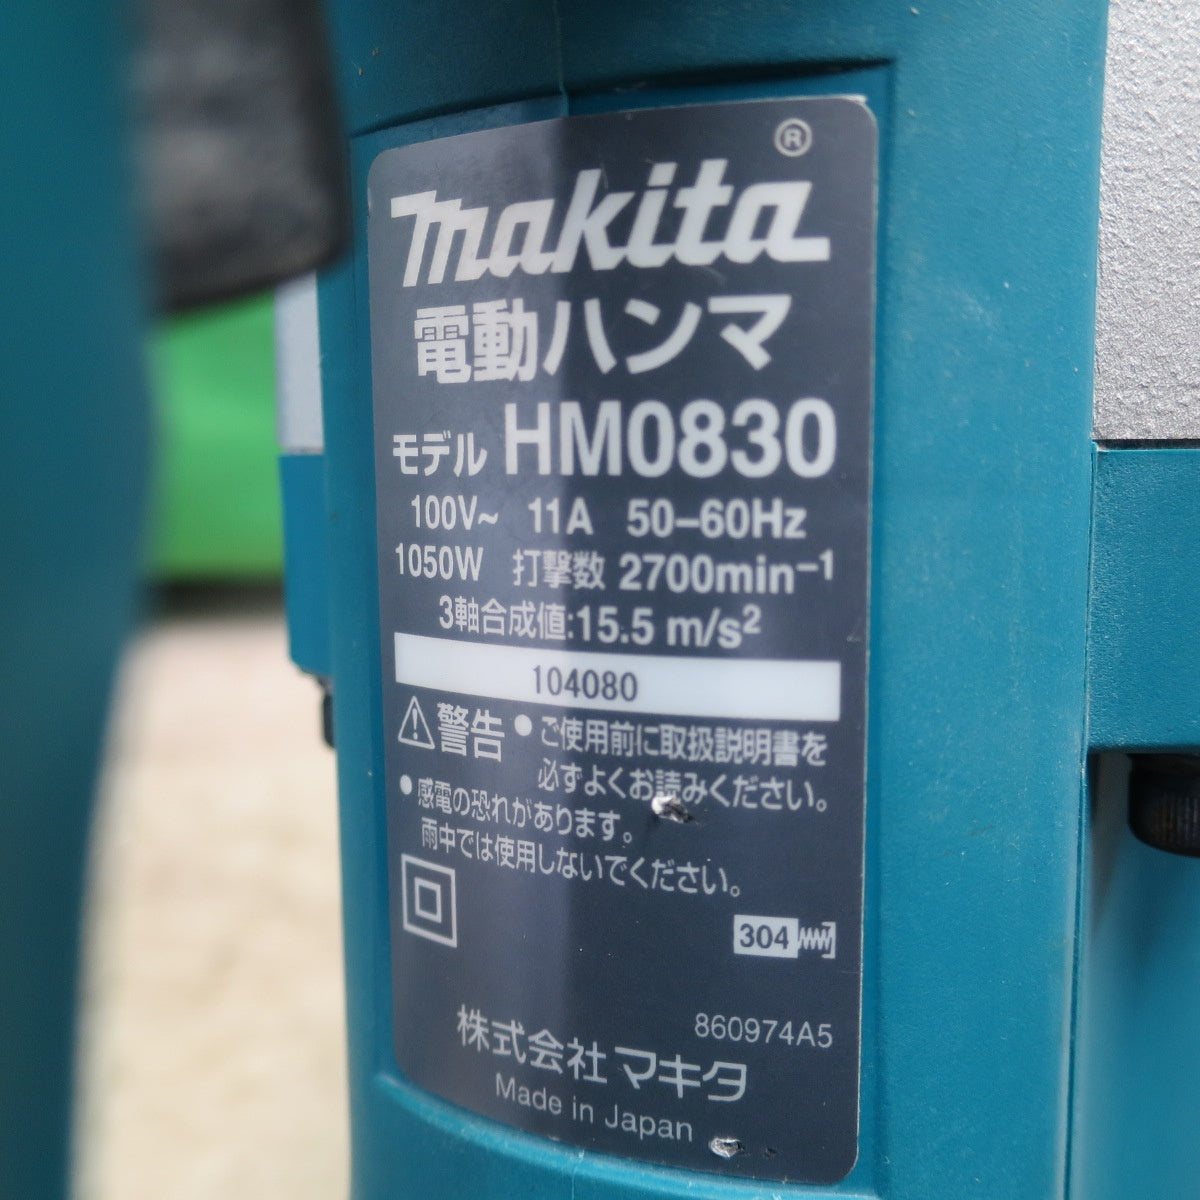 makita®
電動ハンマ
モデル HM0830
100V~ 11A 50–60Hz
1050W 打撃数 2700min⁻¹
3軸合成値:15.5 m/s²
104080
警告 ●ご使用前に取扱説明書を
必ずよくお読みください。
●感電の恐れがあります。
雨中では使用しないでください。
304
860974A5
株式会社 マキタ
Made in Japan